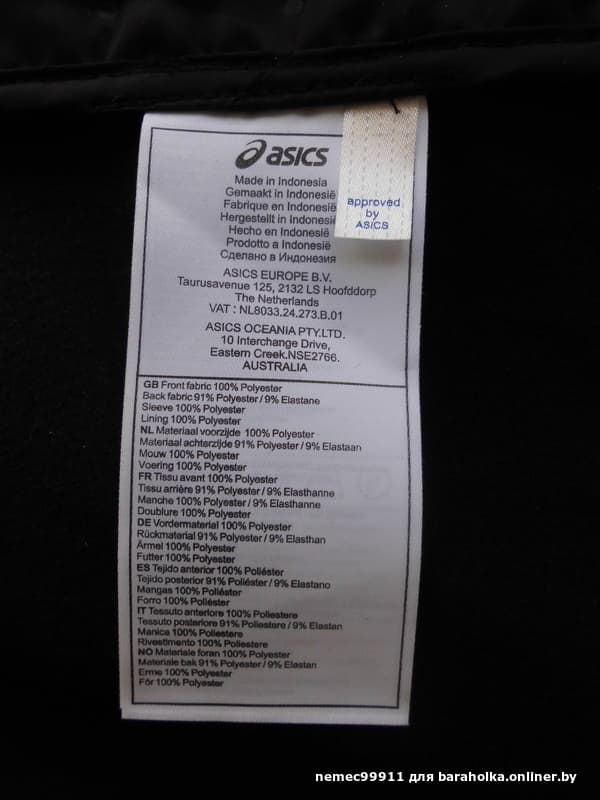 asics
Made in Indonesia
Gemaakt in Indonesië
Fabrique en Indonesië
Hergestellt in Indonesië
Hecho en Indonesië
Prodotto a Indonesië
Сделано в Индонезия
approved
by
ASICS
ASICS EUROPE B.V.
Taurusavenue 125, 2132 LS Hoofddorp
The Netherlands
VAT : NL8033.24.273.B.01
ASICS OCEANIA PTY.LTD.
10 Interchange Drive,
Eastern Creek.NSE2766.
AUSTRALIA
GB Front fabric 100% Polyester
Back fabric 91% Polyester / 9% Elastane
Sleeve 100% Polyester
Lining 100% Polyester
NL Materiaal voorzijde 100% Polyester
Materiaal achterzijde 91% Polyester / 9% Elastaan
Mouw 100% Polyester
Voering 100% Polyester
FR Tissu avant 100% Polyester
Tissu arrière 91% Polyester / 9% Elasthanne
Manche 100% Polyester / 9% Elasthanne
Doublure 100% Polyester
DE Vordermaterial 100% Polyester
Rückmaterial 91% Polyester / 9% Elasthan
Ärmel 100% Polyester
Futter 100% Polyester
ES Tejido anterior 100% Poliéster
Tejido posterior 91% Poliéster / 9% Elastano
Mangas 100% Poliéster
Forro 100% Poliéster
IT Tessuto anteriore 100% Poliestere
Tessuto posteriore 91% Poliestere / 9% Elastan
Manica 100% Poliestere
Rivestimento 100% Poliestere
NO Materiale foran 100% Polyester
Materiale bak 91% Polyester / 9% Elastan
Erme 100% Polyester
Fôr 100% Polyester
nemec99911 для baraholka.onliner.by